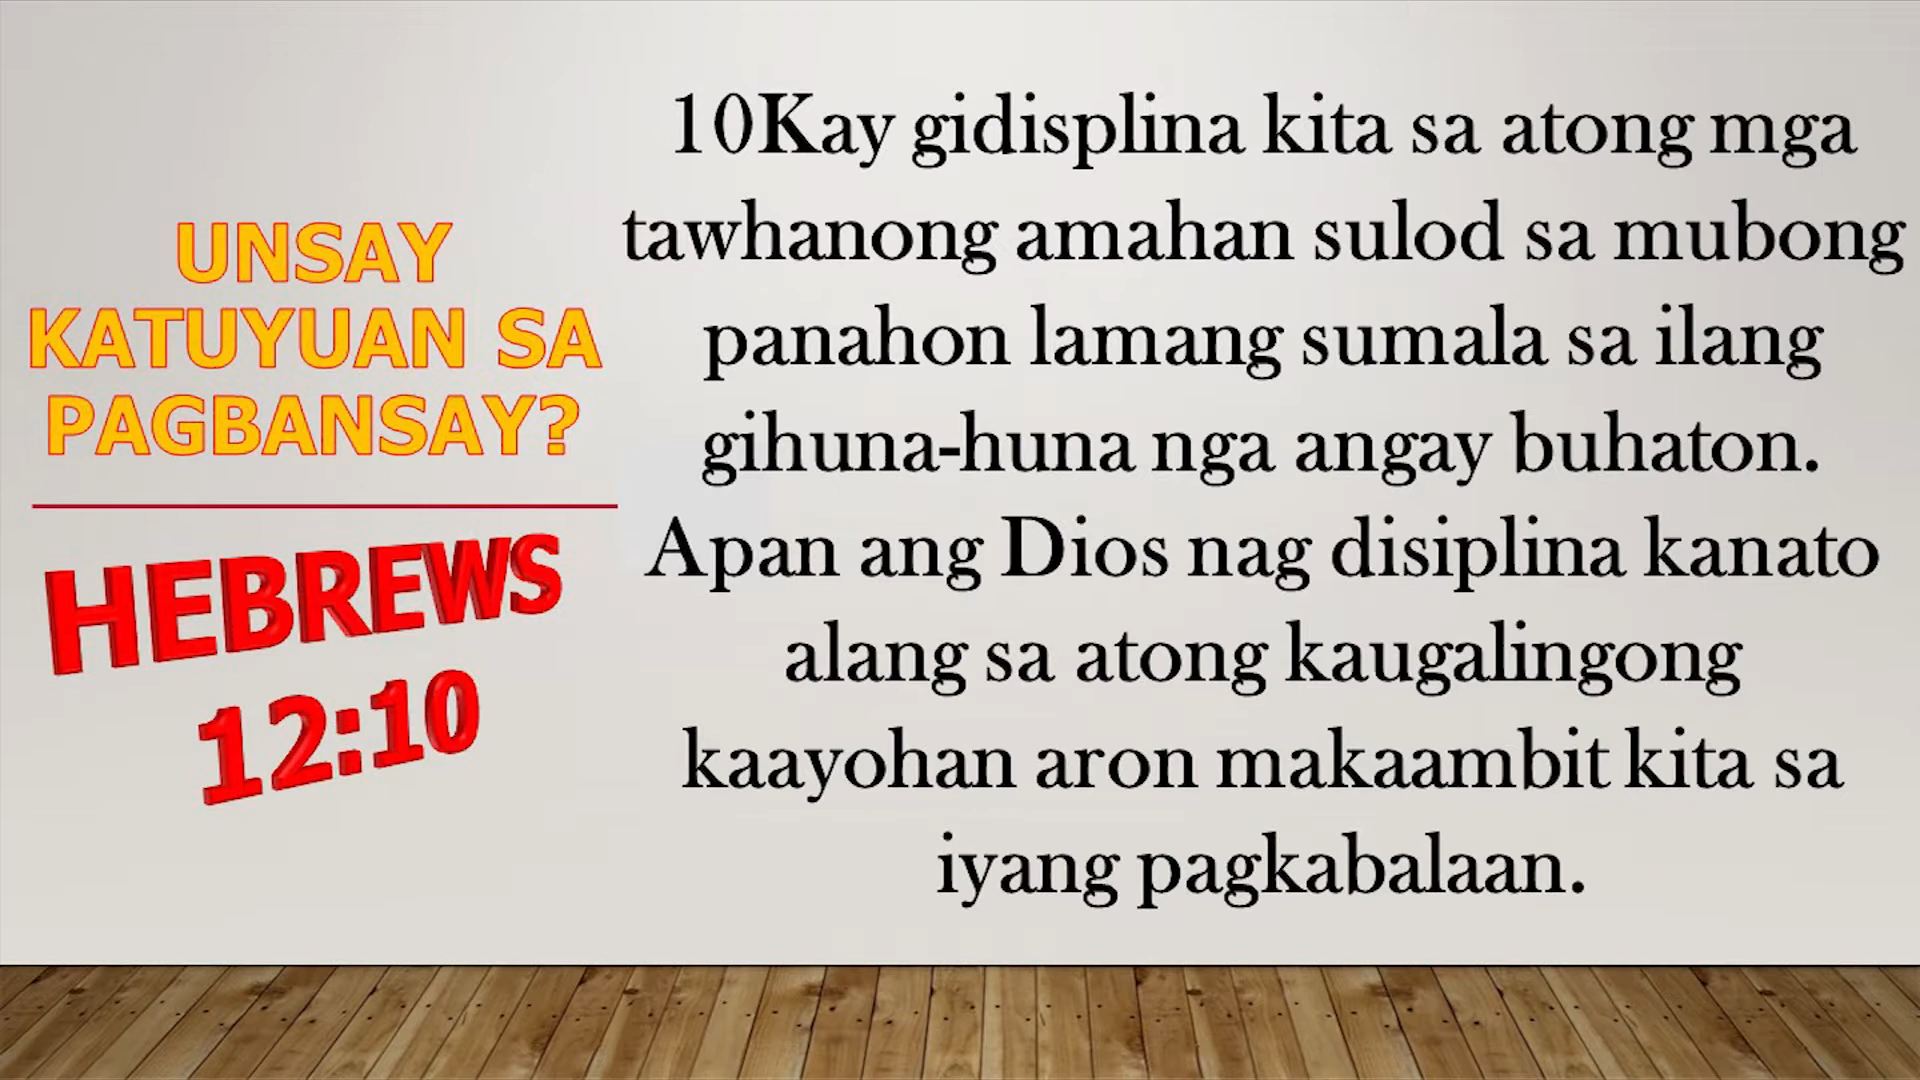 UNSAY
KATUYUAN SA
PAGBANSAY?
HEBREWS
12:10
10Kay gidisplina kita sa atong mga
tawhanong amahan sulod sa mubong
panahon lamang sumala sa ilang
gihuna-huna nga angay buhaton.
Apan ang Dios nag disiplina kanato
alang sa atong kaugalingong
kaayohan aron makaambit kita sa
iyang pagkabalaan.